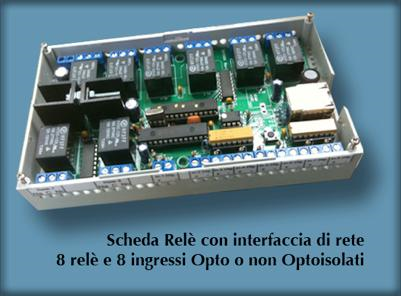 Scheda Relè con interfaccia di rete
8 relè e 8 ingressi Opto o non Optoisolati